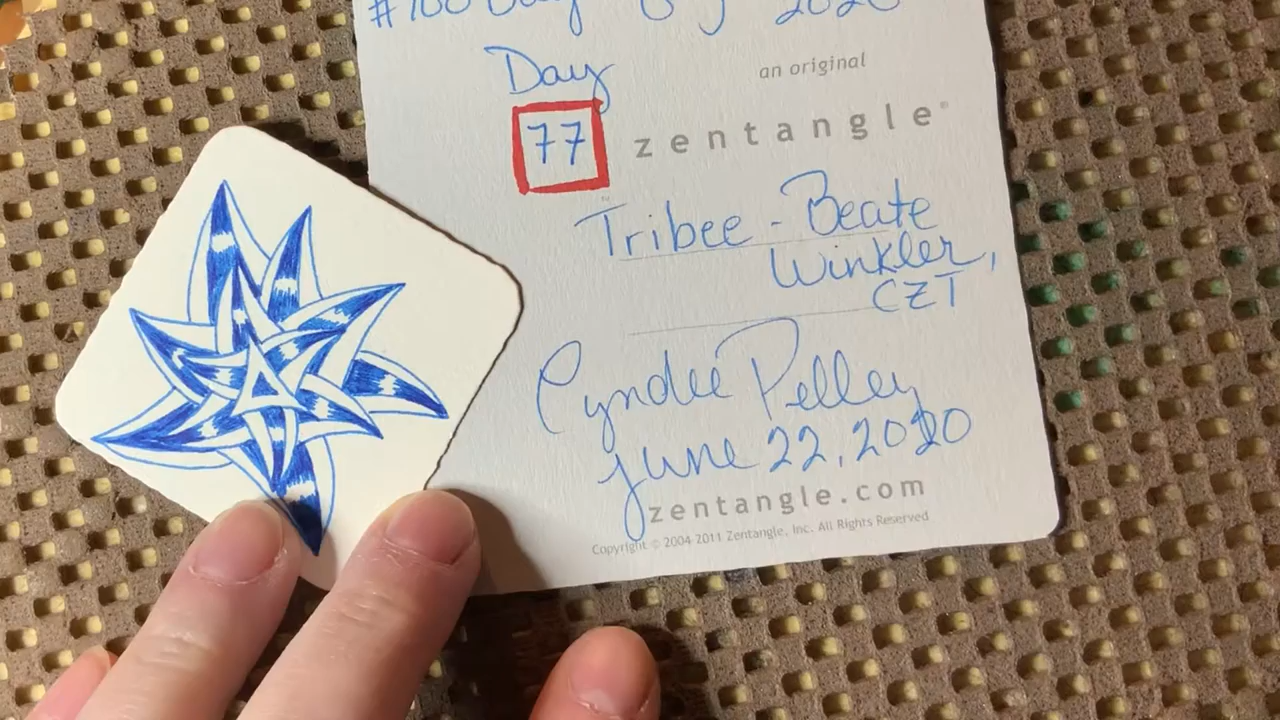 Day
an original
77
zentangle®
Tribee - Beate
Winkler,
CZT
Cyndee Pelley
June 22, 2020
zentangle.com
Copyright © 2004-2011 Zentangle, Inc. All Rights Reserved